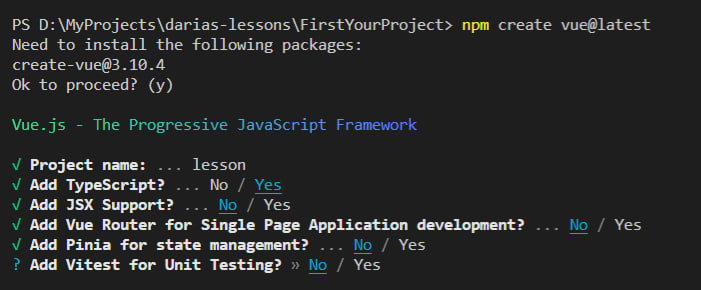 PS D:\MyProjects\darias-lessons\FirstYourProject> npm create vue@latest
Need to install the following packages:
create-vue@3.10.4
Ok to proceed? (y)
Vue.js - The Progressive JavaScript Framework
√ Project name: ... lesson
√ Add TypeScript? ... No / Yes
√ Add JSX Support? ... No / Yes
√ Add Vue Router for Single Page Application development? ... No / Yes
√ Add Pinia for state management? ... No / Yes
? Add Vitest for Unit Testing? » No / Yes